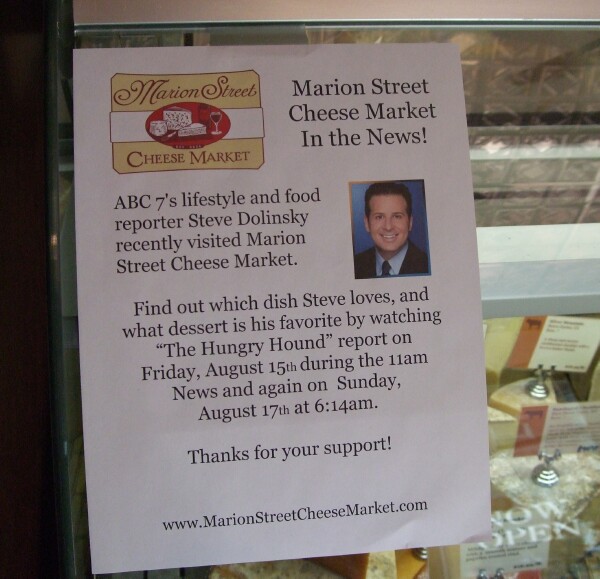 Marion Street
CHEESE MARKET
Marion Street
Cheese Market
In the News!
ABC 7's lifestyle and food
reporter Steve Dolinsky
recently visited Marion
Street Cheese Market.
Find out which dish Steve loves, and
what dessert is his favorite by watching
“The Hungry Hound” report on
Friday, August 15th during the 11am
News and again on Sunday,
August 17th at 6:14am.
Thanks for your support!
www.MarionStreetCheeseMarket.com
NOW
OPEN